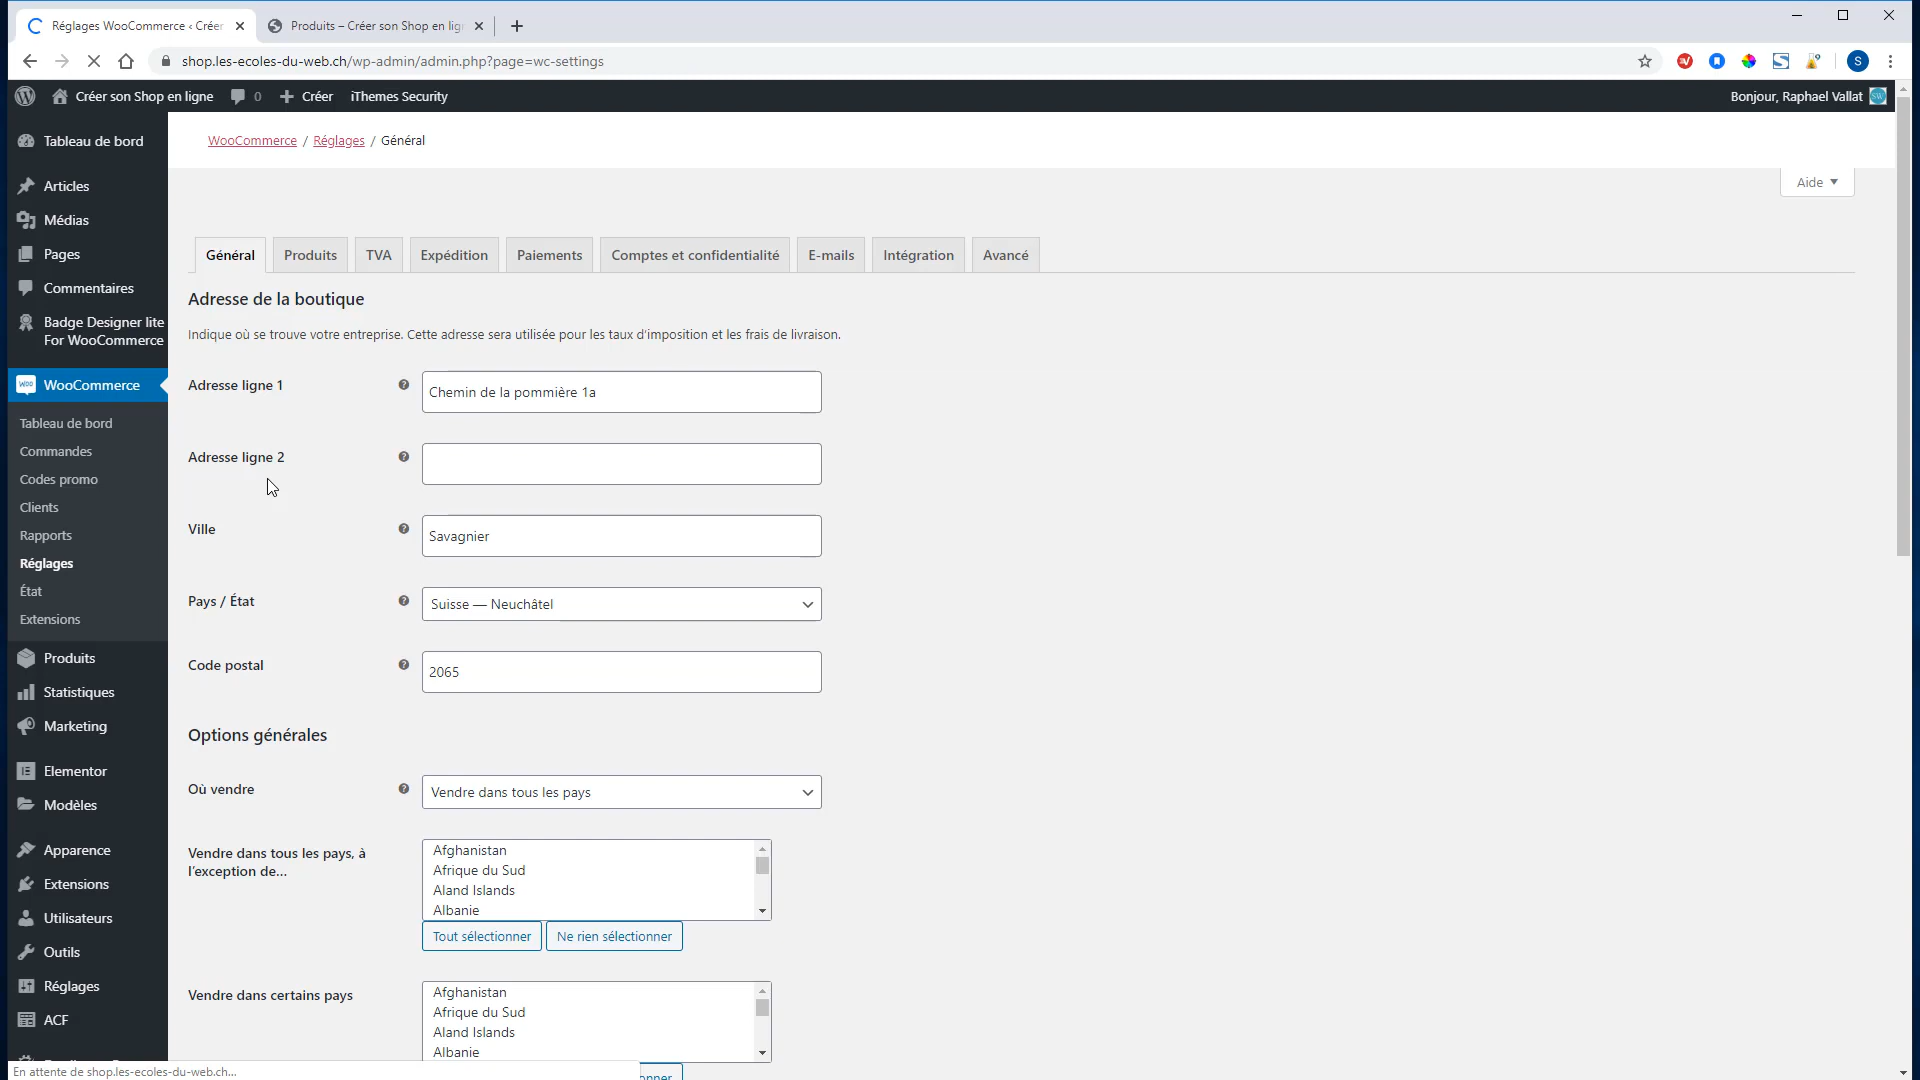 Réglages WooCommerce ‹ Créer
Produits – Créer son Shop en lig
shop.les-ecoles-du-web.ch/wp-admin/admin.php?page=wc-settings
S
Créer son Shop en ligne
0
Créer
iThemes Security
Bonjour, Raphael Vallat
Tableau de bord
Articles
Médias
Pages
Commentaires
Badge Designer lite
For WooCommerce
WooCommerce
Tableau de bord
Commandes
Codes promo
Clients
Rapports
Réglages
État
Extensions
Produits
Statistiques
Marketing
Elementor
Modèles
Apparence
Extensions
Utilisateurs
Outils
Réglages
ACF
WooCommerce / Réglages / Général
Aide
Général
Produits
TVA
Expédition
Paiements
Comptes et confidentialité
E-mails
Intégration
Avancé
Adresse de la boutique
Indique où se trouve votre entreprise. Cette adresse sera utilisée pour les taux d’imposition et les frais de livraison.
Adresse ligne 1
Chemin de la pommière 1a
Adresse ligne 2
Ville
Savagnier
Pays / État
Suisse — Neuchâtel
Code postal
2065
Options générales
Où vendre
Vendre dans tous les pays
Vendre dans tous les pays, à
l’exception de…
Afghanistan
Afrique du Sud
Aland Islands
Albanie
Tout sélectionner
Ne rien sélectionner
Vendre dans certains pays
Afghanistan
Afrique du Sud
Aland Islands
Albanie
En attente de shop.les-ecoles-du-web.ch...